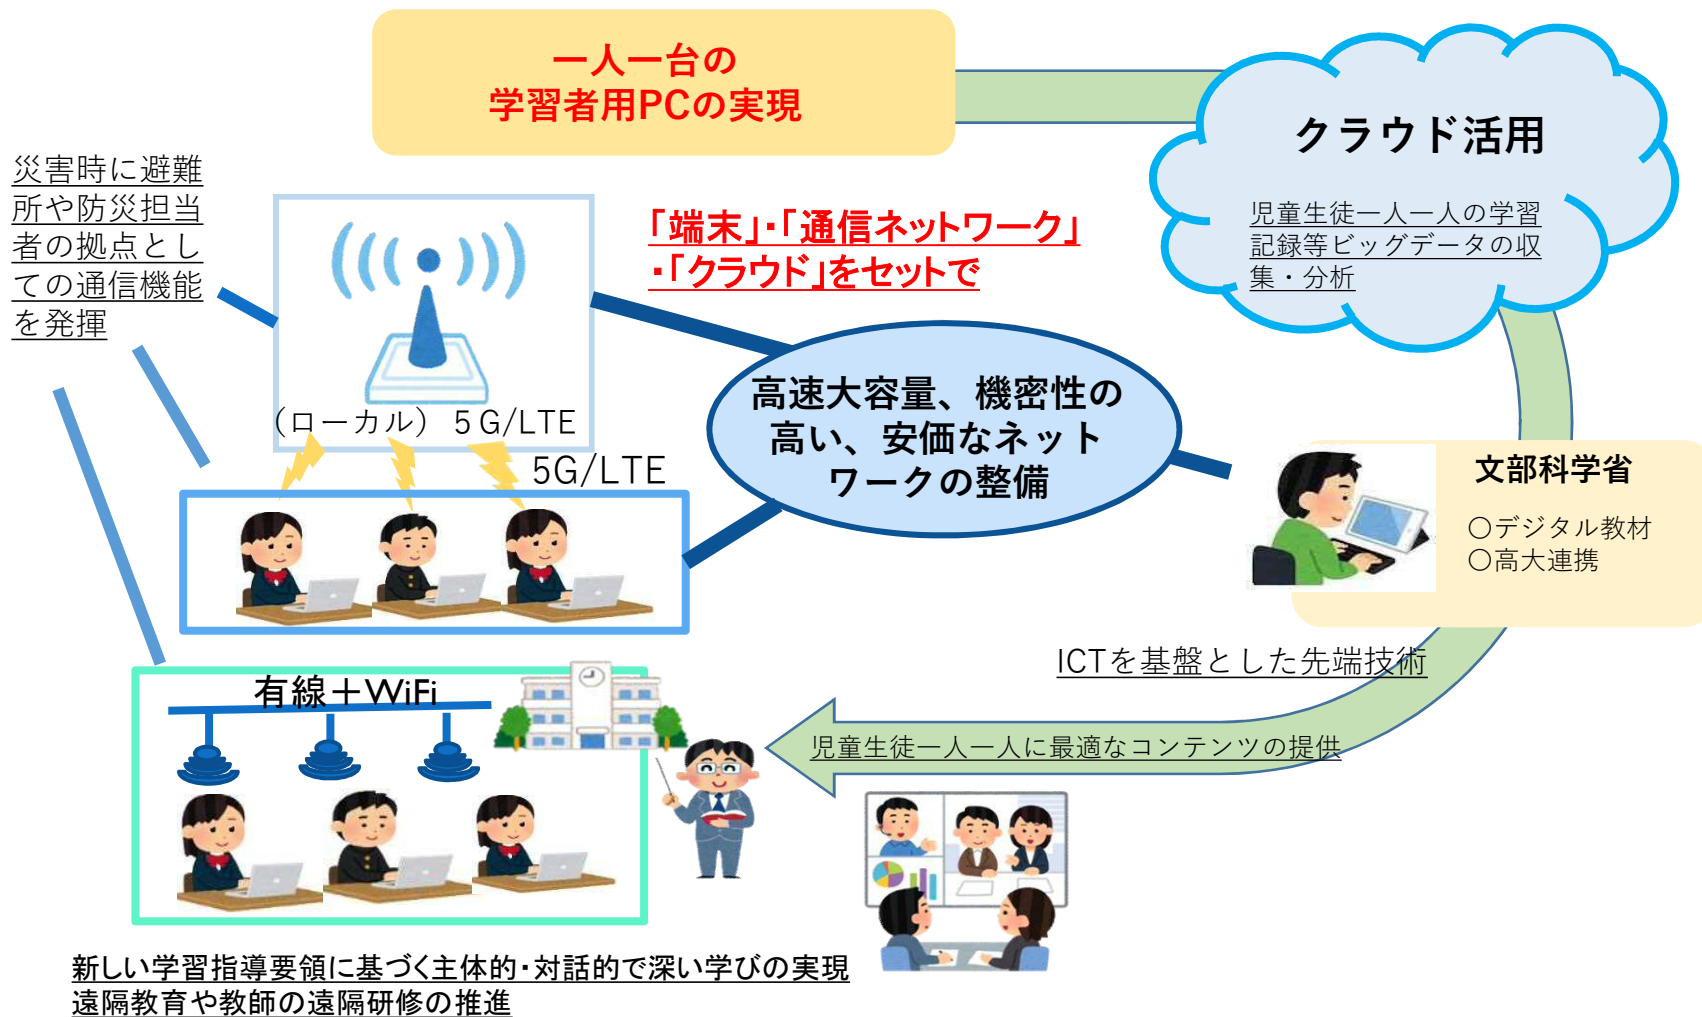 一人一台の
学習者用PCの実現
クラウド活用
児童生徒一人一人の学習
記録等ビッグデータの収
集・分析
災害時に避難
所や防災担当
者の拠点とし
ての通信機能
を発揮
「端末」・「通信ネットワーク」
・「クラウド」をセットで
(ローカル) 5G/LTE
5G/LTE
高速大容量、機密性の
高い、安価なネット
ワークの整備
文部科学省
○デジタル教材
○高大連携
ICTを基盤とした先端技術
児童生徒一人一人に最適なコンテンツの提供
有線＋WiFi
新しい学習指導要領に基づく主体的・対話的で深い学びの実現
遠隔教育や教師の遠隔研修の推進